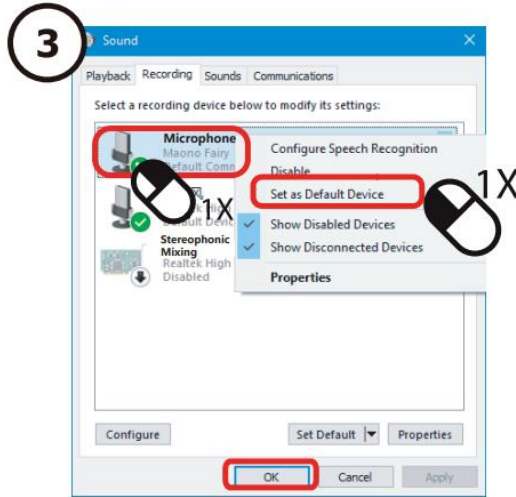 3
Sound
Playback Recording Sounds Communications
Select a recording device below to modify its settings:
Microphone
Maono Fairy
Default Comm
Configure Speech Recognition
Disable
Set as Default Device
1X
1X
Show Disabled Devices
Show Disconnected Devices
Properties
Stereophonic
Mixing
Realtek High
Disabled
Configure
Set Default
Properties
OK
Cancel
Apply